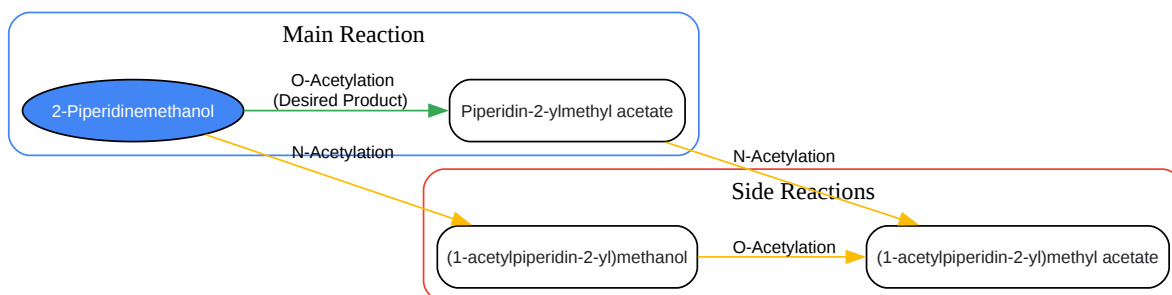 Main Reaction
O-Acetylation
(Desired Product)
2-Piperidinemethanol
Piperidin-2-ylmethyl acetate
N-Acetylation
N-Acetylation
Side Reactions
(1-acetylpiperidin-2-yl)methanol
O-Acetylation
(1-acetylpiperidin-2-yl)methyl acetate